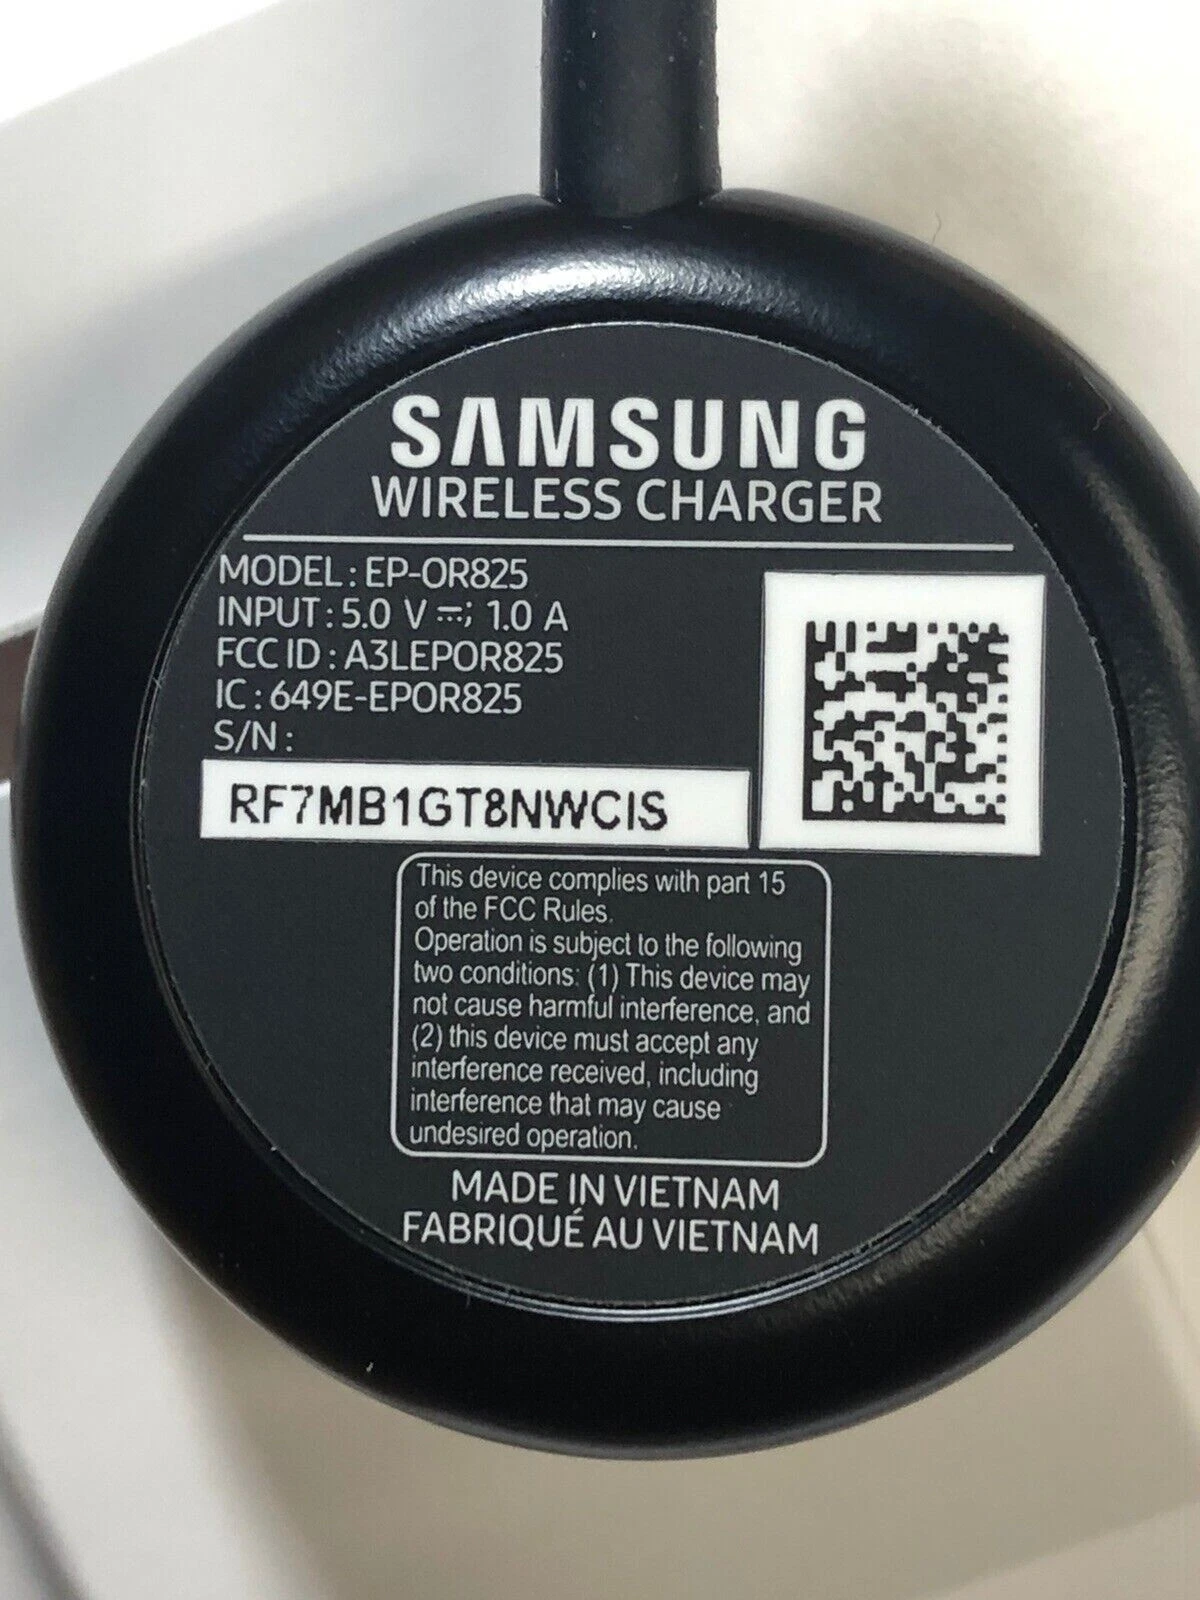 SAMSUNG
WIRELESS CHARGER
MODEL : EP-OR825
INPUT : 5.0 V ⎓; 1.0 A
FCC ID : A3LEPOR825
IC : 649E-EPOR825
S/N :
RF7MB1GT8NWCIS
This device complies with part 15
of the FCC Rules.
Operation is subject to the following
two conditions: (1) This device may
not cause harmful interference, and
(2) this device must accept any
interference received, including
interference that may cause
undesired operation.
MADE IN VIETNAM
FABRIQUÉ AU VIETNAM